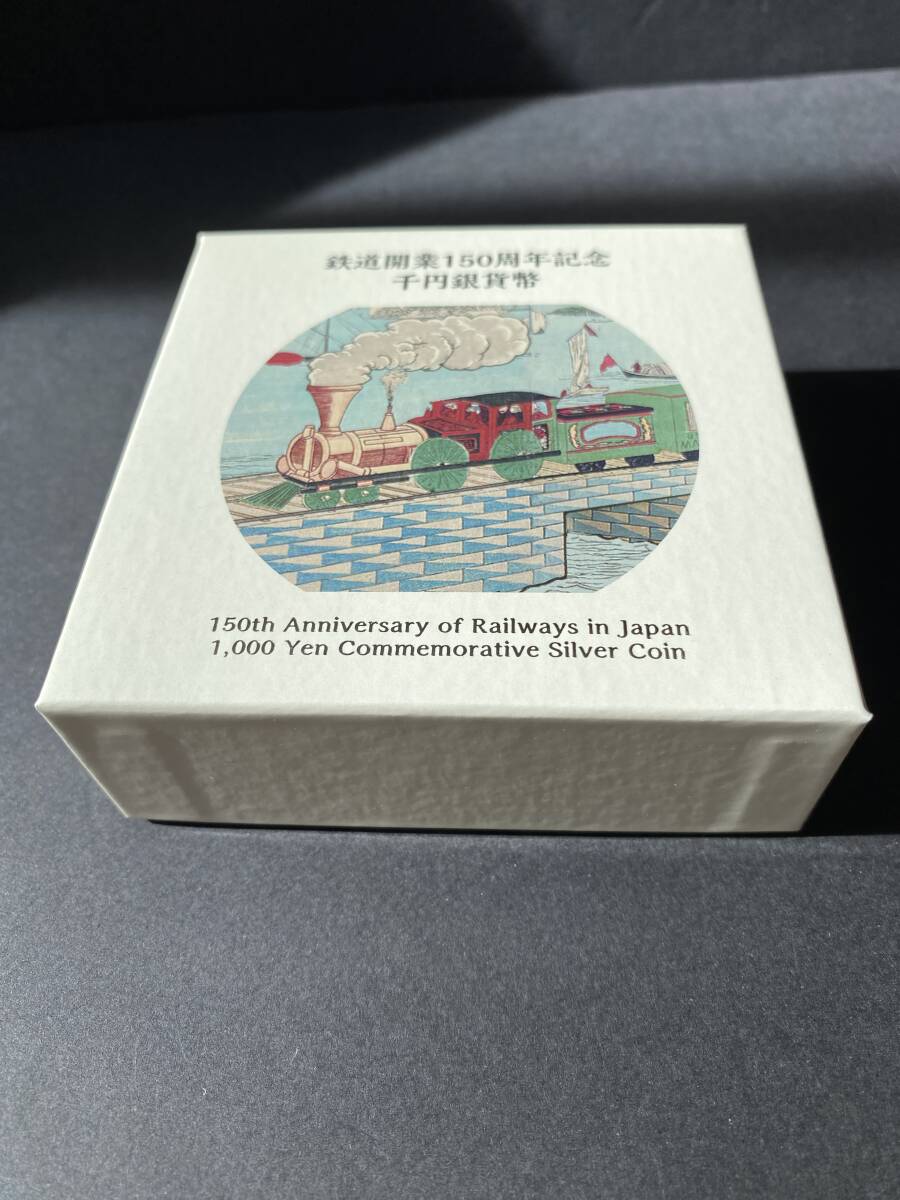 鉄道開業150周年記念
千円銀貨幣
150th Anniversary of Railways in Japan
1,000 Yen Commemorative Silver Coin